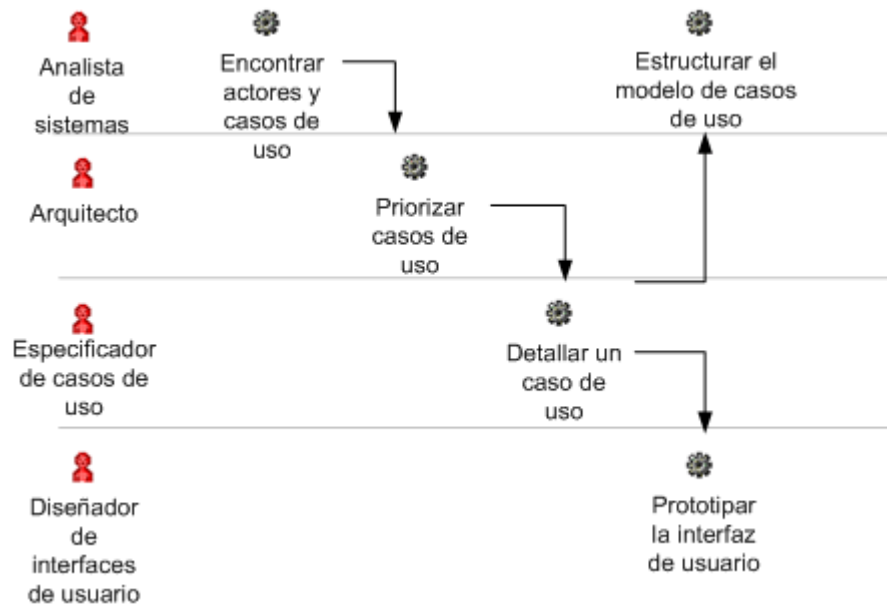 Analista
de
sistemas
Encontrar
actores y
casos de
uso
Estructurar el
modelo de casos
de uso
Arquitecto
Priorizar
casos de
uso
Especificador
de casos de
uso
Detallar un
caso de
uso
Diseñador
de
interfaces
de usuario
Prototipar
la interfaz
de usuario